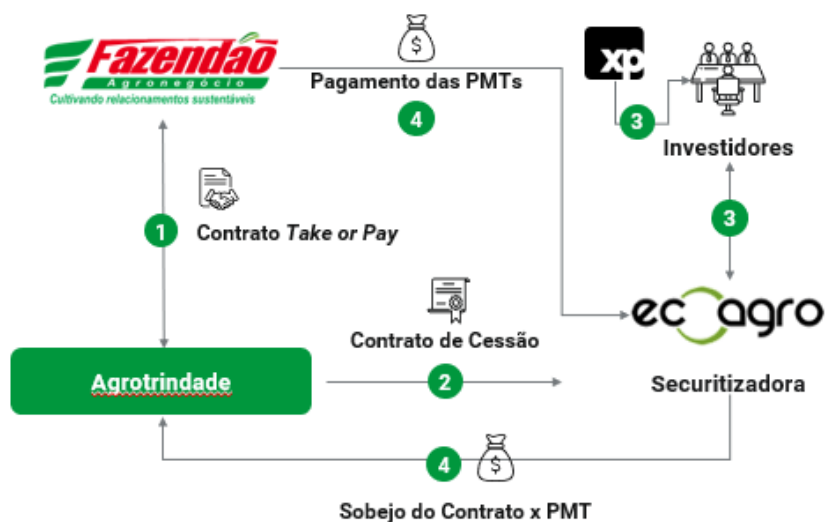 Fazendão
Agronegócio
Cultivando relacionamentos sustentáveis
$
Pagamento das PMTs
4
xp
3
Investidores
1
Contrato Take or Pay
3
Contrato de Cessão
ecoagro
Agrotrindade
2
Securitizadora
4
$
Sobejo do Contrato x PMT